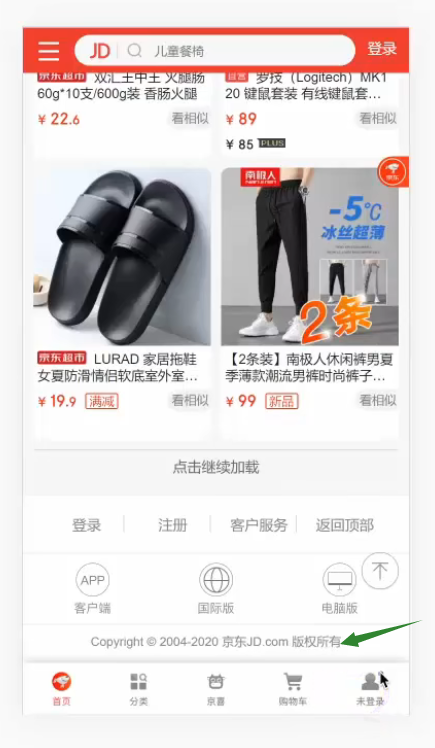 JD 儿童餐椅 登录
京东超市 双汇王中王 火腿肠
60g*10支/600g装 香肠火腿
¥ 22.6 看相似
自营 罗技（Logitech）MK1
20 键鼠套装 有线键鼠套…
¥ 89 看相似
¥ 85 PLUS
南极人
京东
-5℃
冰丝超薄
2条
京东超市 LURAD 家居拖鞋
女夏防滑情侣软底室外室…
¥ 19.9 满减 看相似
【2条装】南极人休闲裤男夏
季薄款潮流男裤时尚裤子…
¥ 99 新品 看相似
点击继续加载
登录 注册 客户服务 返回顶部
APP
客户端 国际版 电脑版
Copyright © 2004-2020 京东JD.com 版权所有
首页 分类 京喜 购物车 未登录